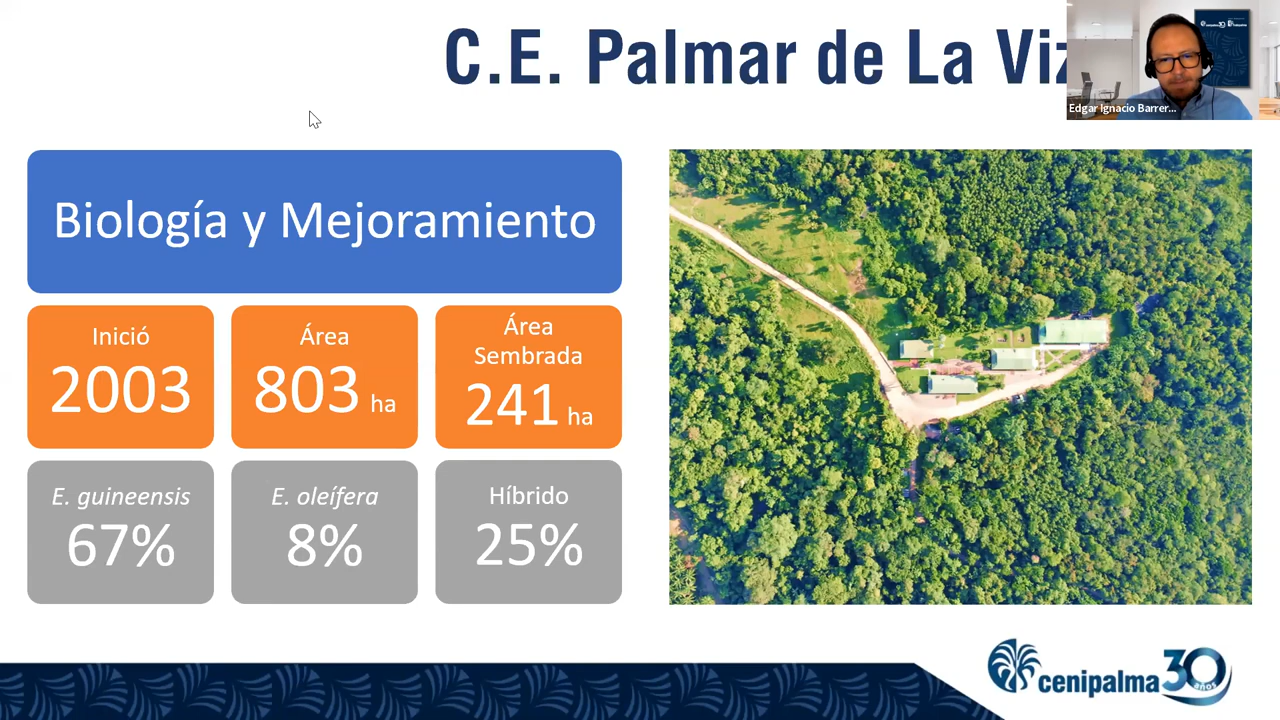 C.E. Palmar de La Viz
Edgar Ignacio Barrer...
Biología y Mejoramiento
Inició
2003
Área
803 ha
Área
Sembrada
241 ha
E. guineensis
67%
E. oleífera
8%
Híbrido
25%
cenipalma 30
años